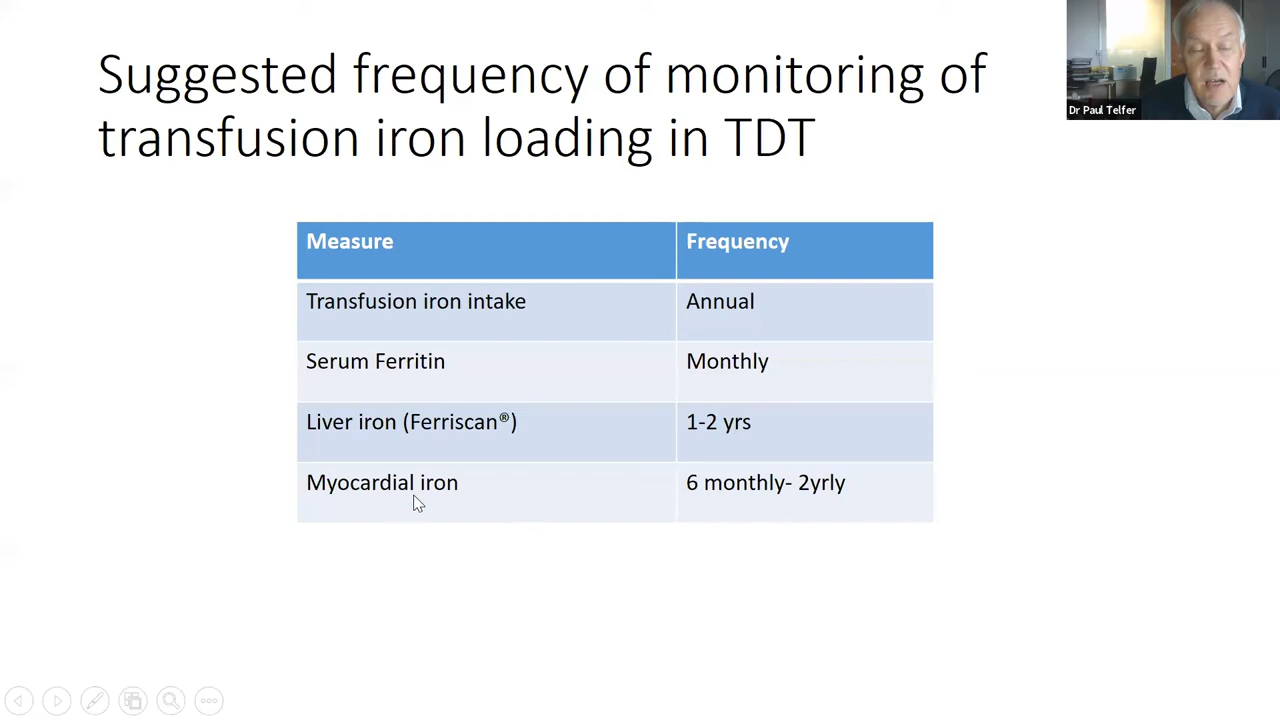 Suggested frequency of monitoring of
transfusion iron loading in TDT
Dr Paul Telfer
Measure Frequency
Transfusion iron intake Annual
Serum Ferritin Monthly
Liver iron (Ferriscan®) 1-2 yrs
Myocardial iron 6 monthly- 2yrly